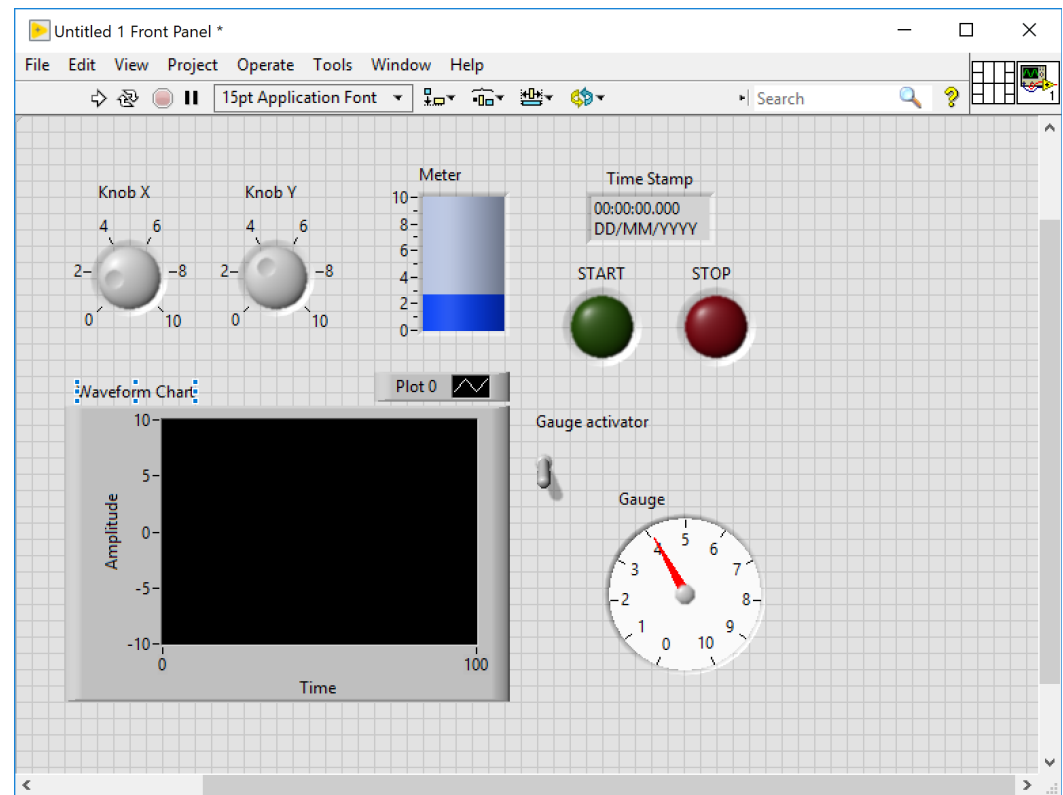 Untitled 1 Front Panel *
File Edit View Project Operate Tools Window Help
15pt Application Font
Search
1
Knob X
0 2 4 6 8 10
Knob Y
0 2 4 6 8 10
Meter
10
8
6
4
2
0
Time Stamp
00:00:00.000
DD/MM/YYYY
START
STOP
Waveform Chart
Plot 0
Amplitude
10
5
0
-5
-10
0 100
Time
Gauge activator
Gauge
0 1 2 3 4 5 6 7 8 9 10